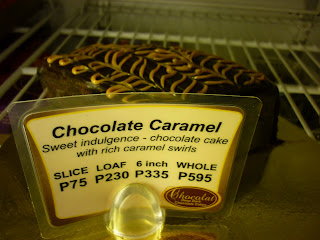 Chocolate Caramel
Sweet indulgence - chocolate cake
with rich caramel swirls
SLICE LOAF 6 inch WHOLE
P75 P230 P335 P595
Chocolat